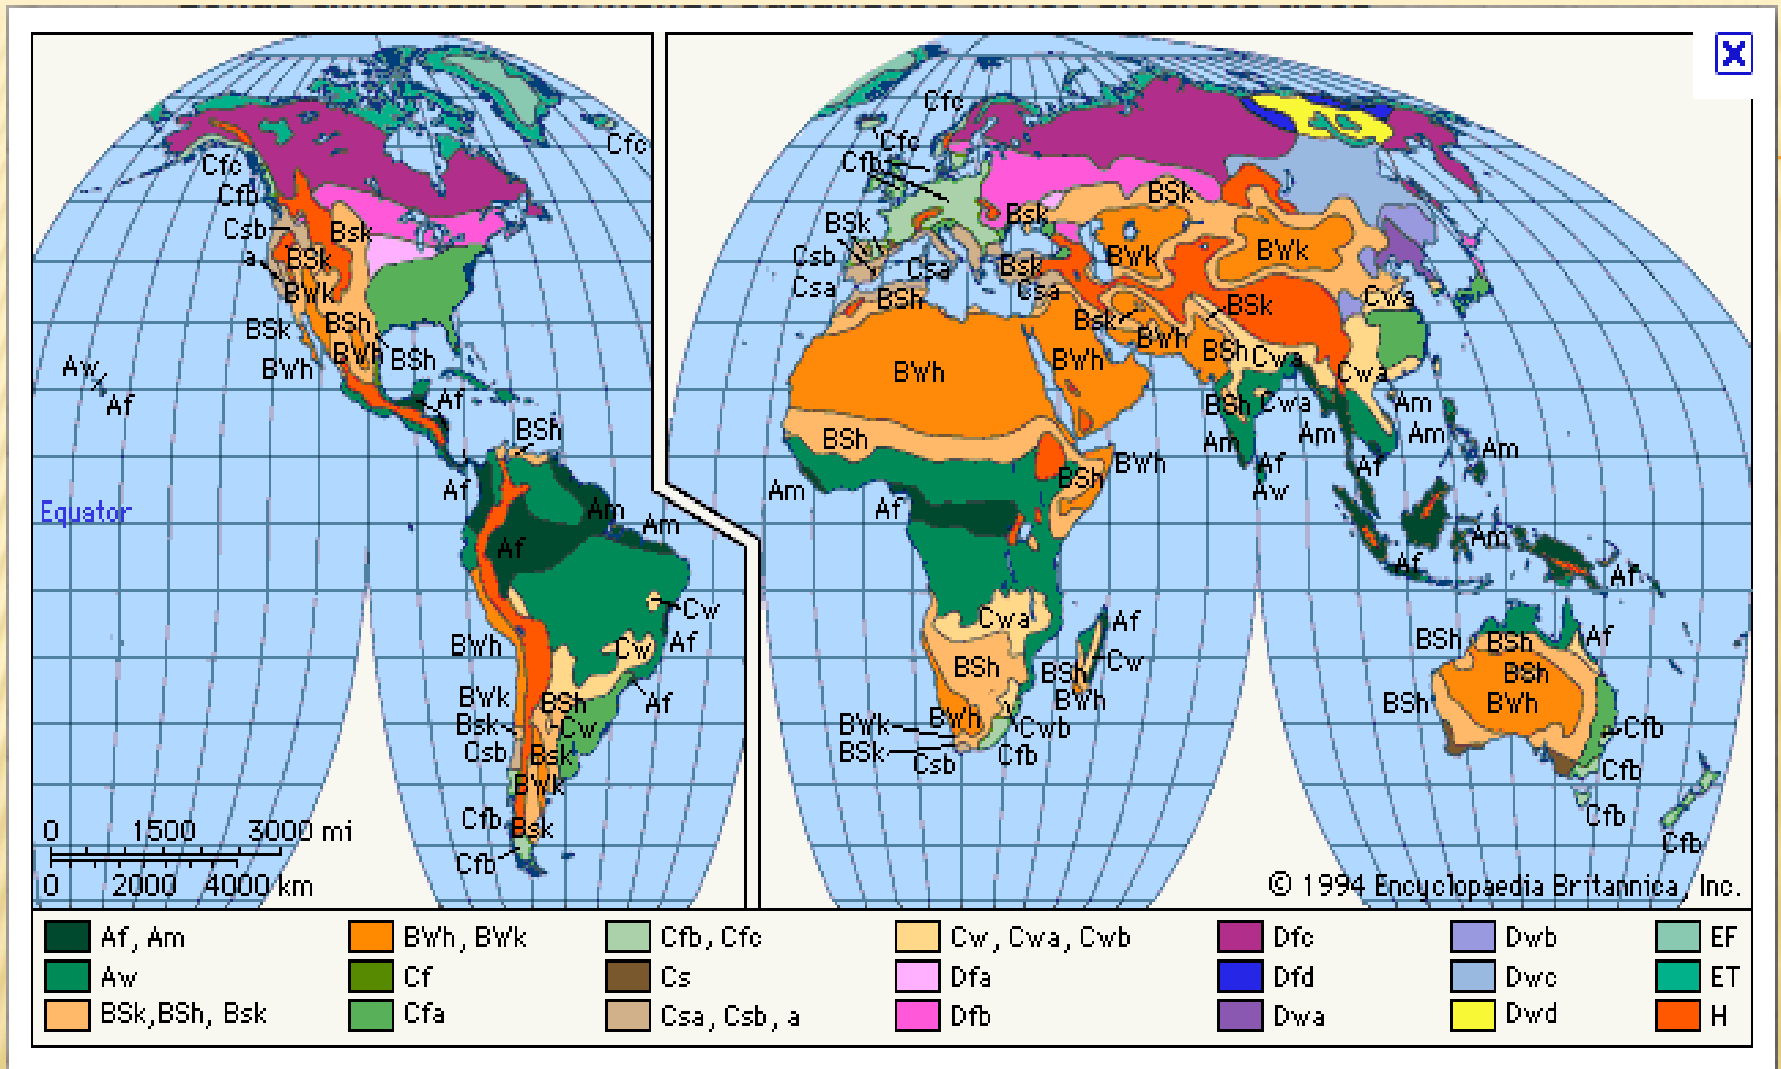 Cfc
Cfc
Cfb
Csb
a
Bsk
BSk
BWk
BSk
BSh
BWh
BWh
BSh
Aw
Af
Af
BSh
Af
Equator
Am
Am
Af
Cw
Cw
Af
BWh
BWk
BSh
Af
Bsk
Csb
Cw
Bsk
BWk
Cfb
Bsk
Cfb
0 1500 3000 mi
0 2000 4000 km
Cfc
Cfc
Cfb
BSk
Csb
Csa
Csa
BSh
Bsk
Bsk
Csa
BSk
BWk
BWk
BSk
Bsk
BWh
Cwa
BWh
BWh
BSh
Cwa
Cwa
BSh
Cwa
Am
Am
Am
Am
Am
Af
Af
Aw
BSh
BWh
BSh
Am
Af
Am
Af
Af
Cwa
Af
BSh
BSh
Cw
BWh
BWh
BWk
BSk
Csb
Cwb
Cfb
BSh
BSh
Af
BSh
BSh
BWh
Cfb
Cfb
Cfb
Cfb
© 1994 Encyclopaedia Britannica, Inc.
Af, Am BWh, BWk Cfb, Cfc Cw, Cwa, Cwb Dfc Dwb EF
Aw Cf Cs Dfa Dfd Dwc ET
BSk,BSh, Bsk Cfa Csa, Csb, a Dfb Dwa Dwd H